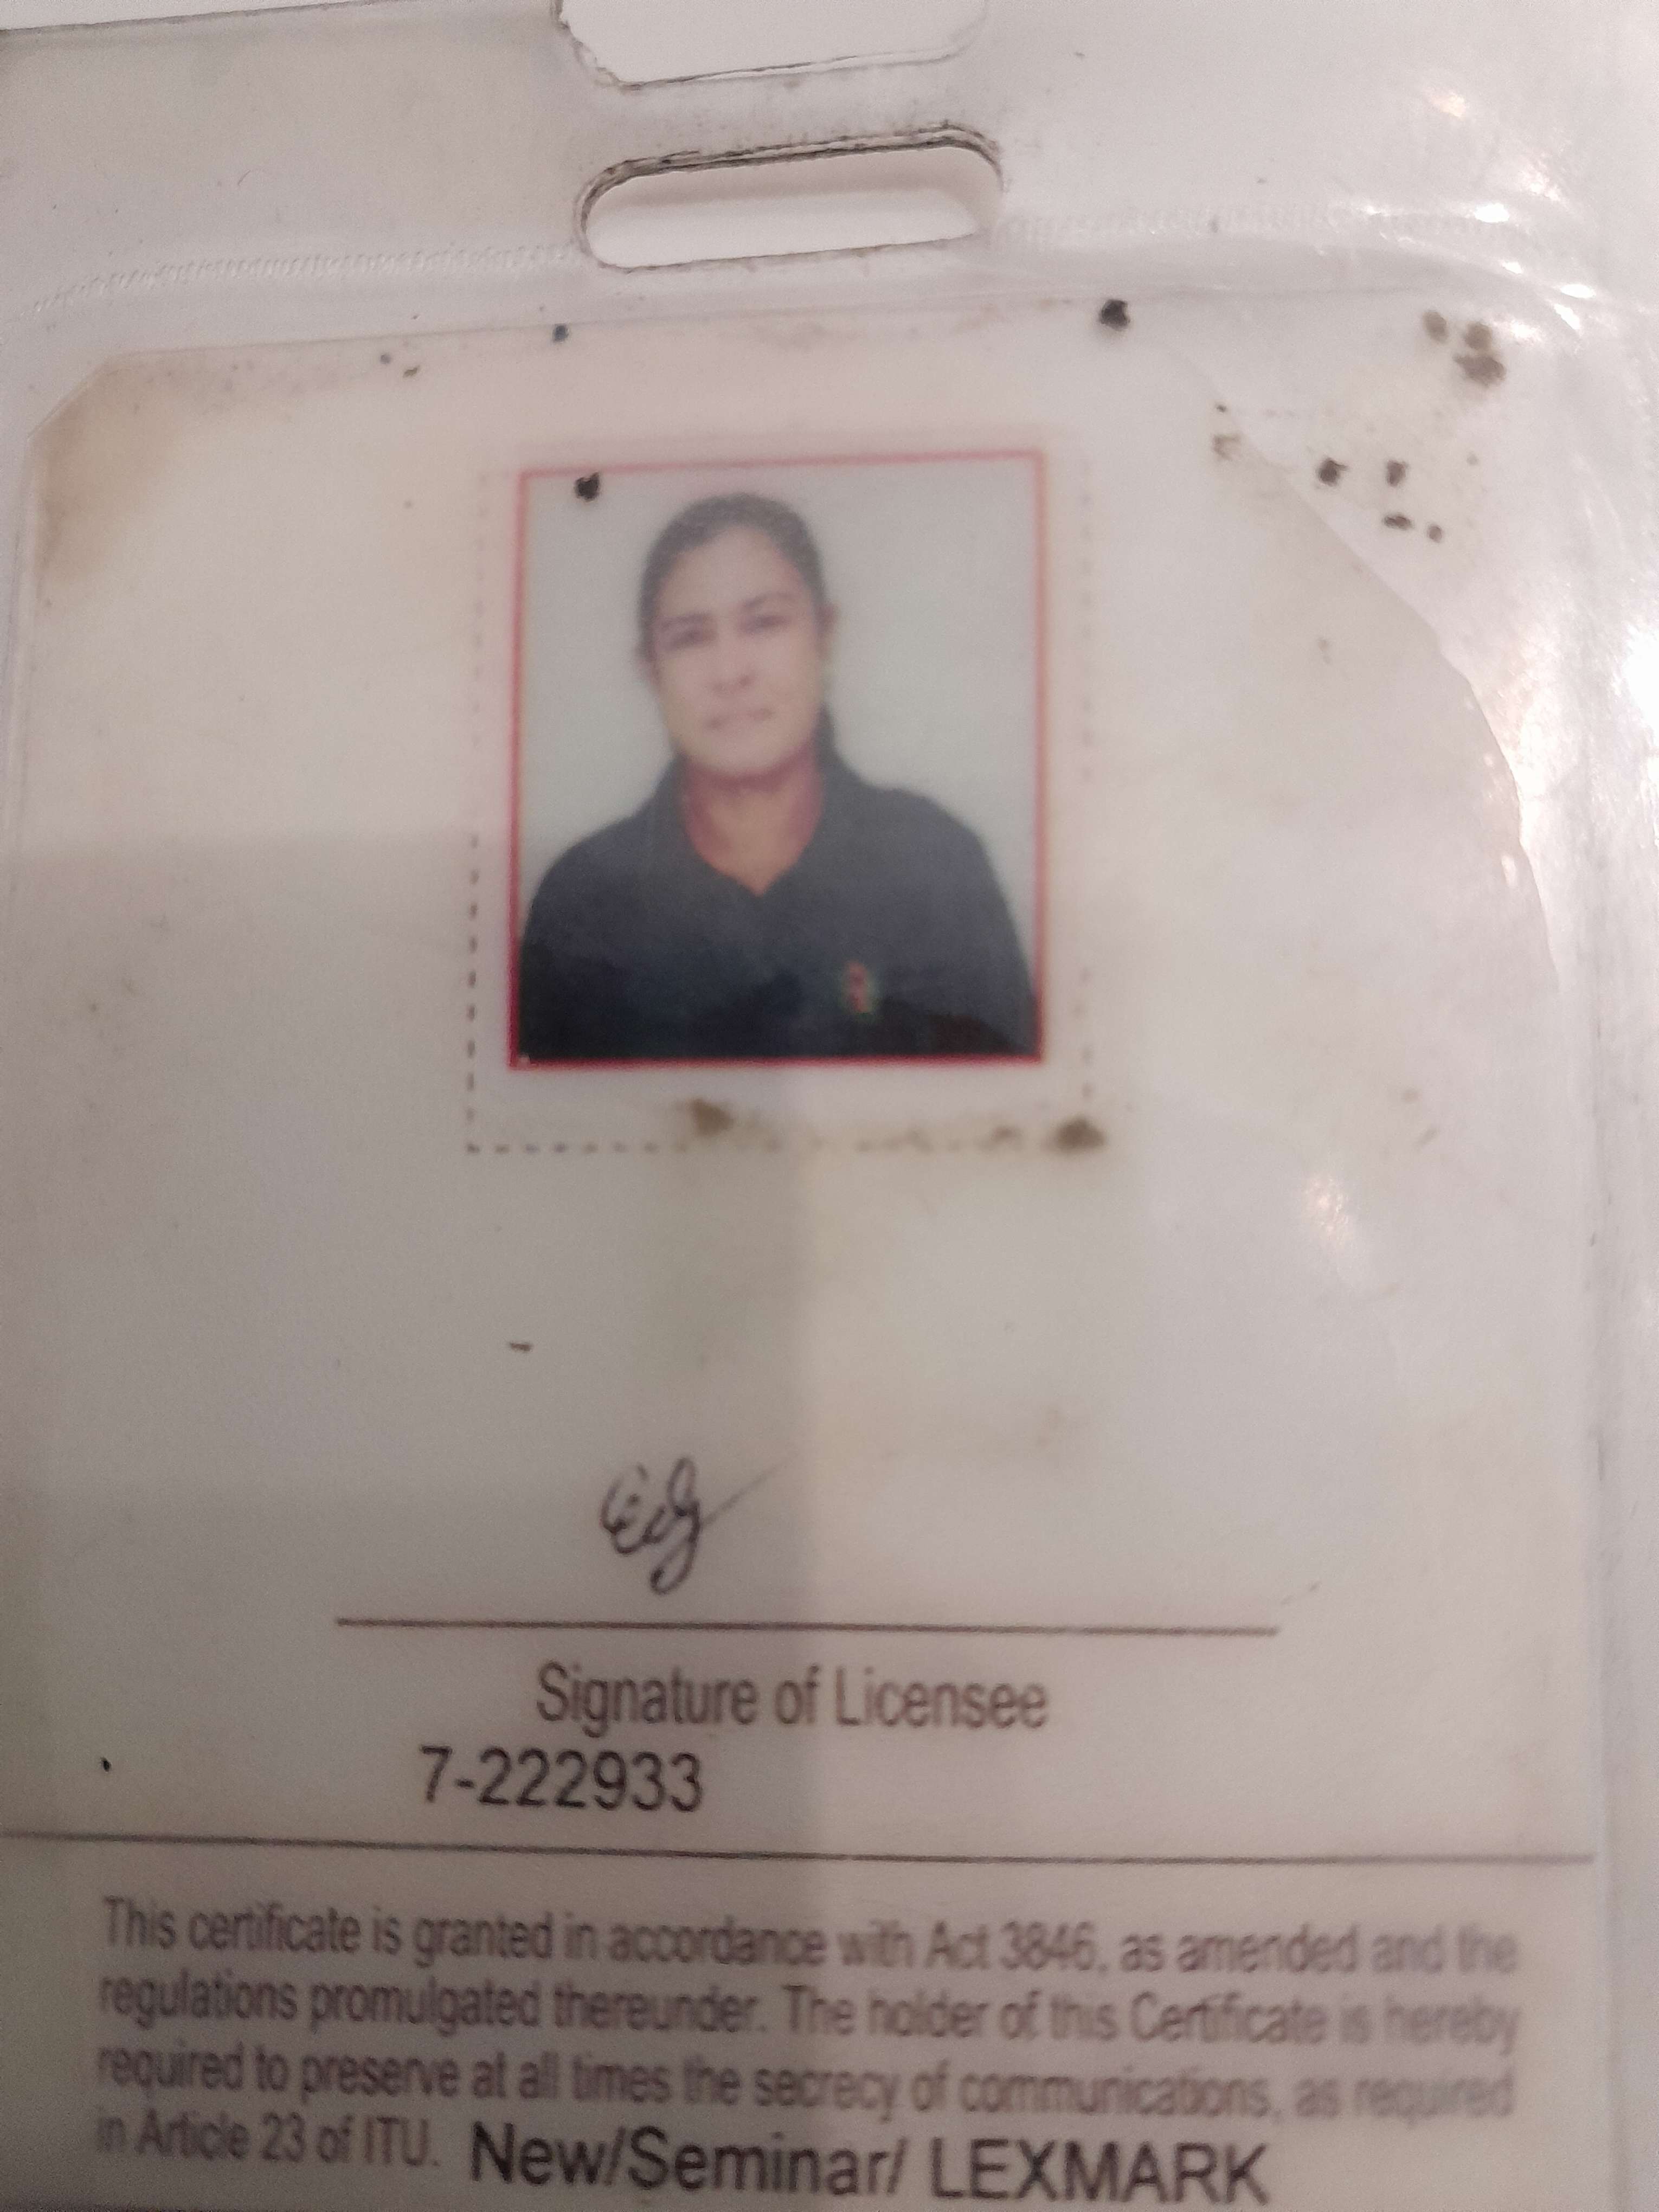 Signature of Licensee
7-222933
This certificate is granted in accordance with Act 3846, as amended and the
regulations promulgated thereunder. The holder of this Certificate is hereby
required to preserve at all times the secrecy of communications, as required
in Article 23 of ITU. New/Seminar/ LEXMARK